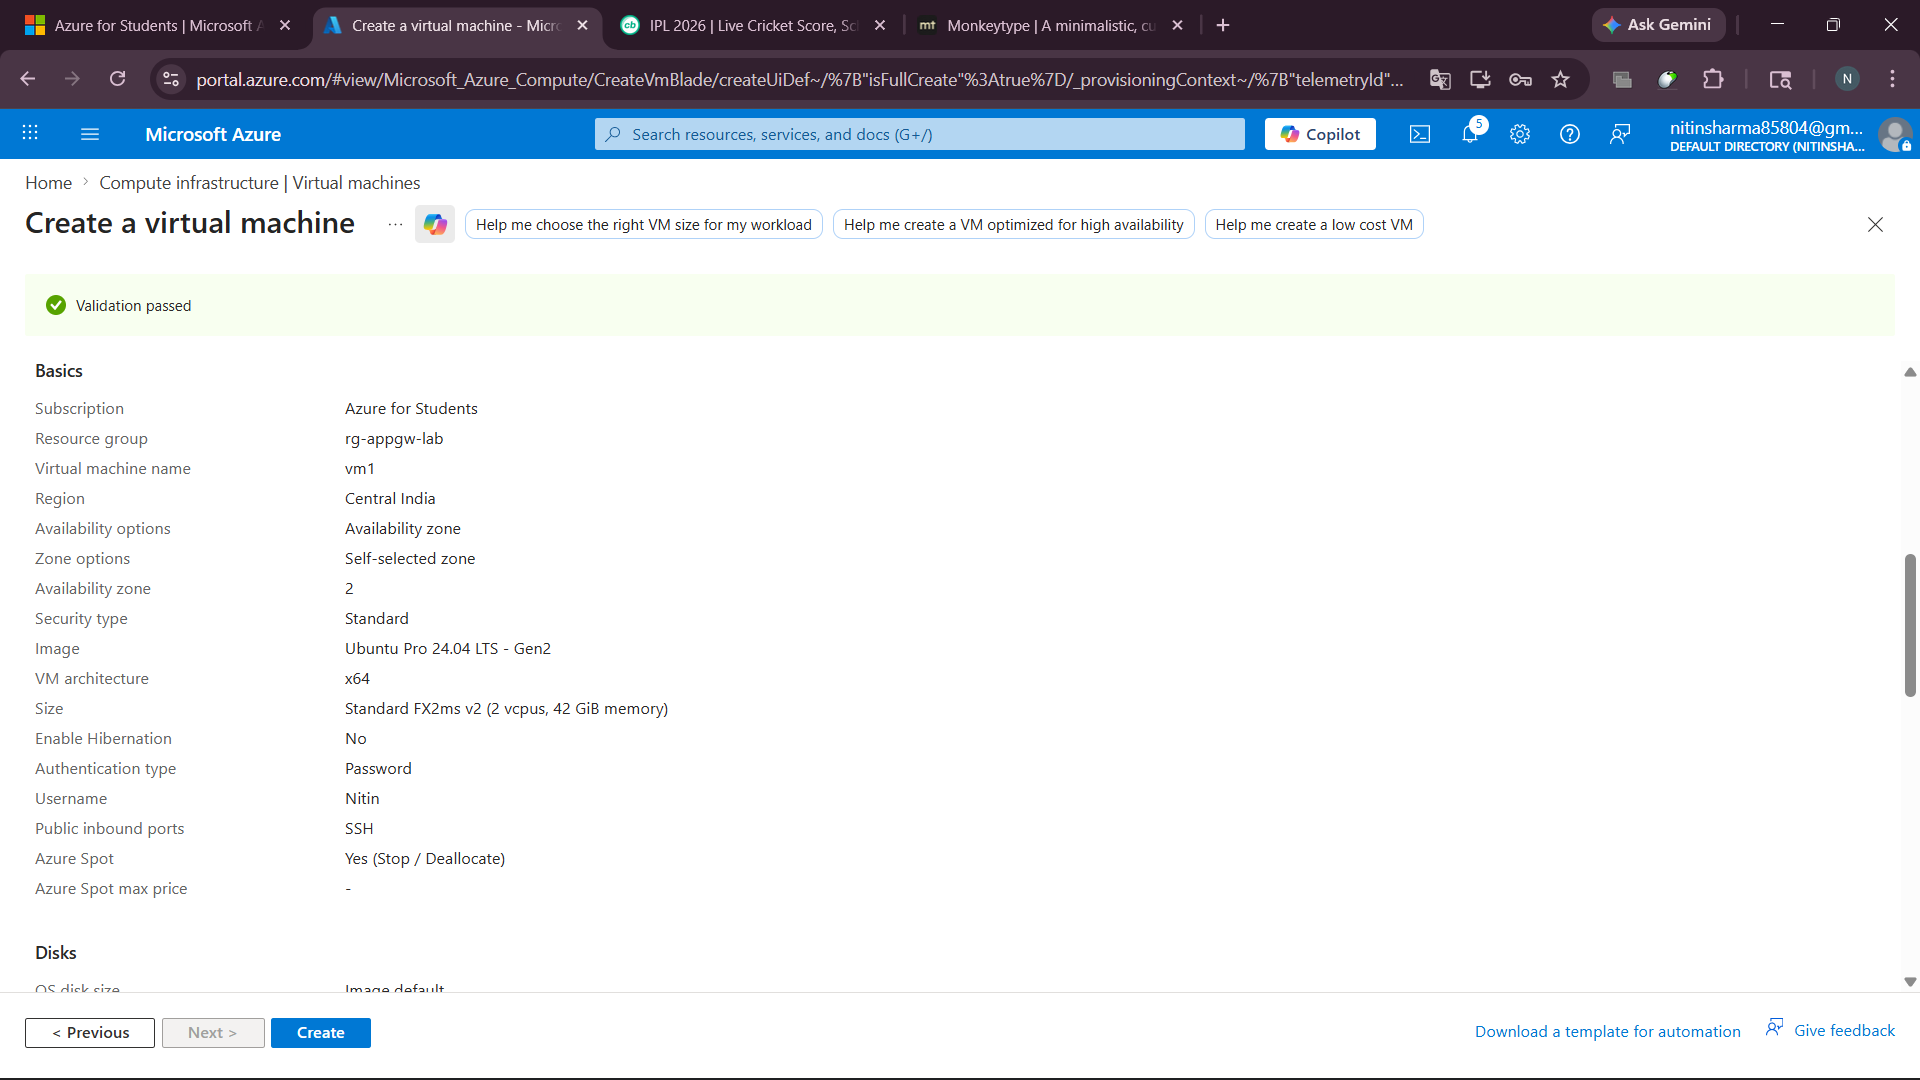 Azure for Students | Microsoft A
Create a virtual machine - Micro
IPL 2026 | Live Cricket Score, Sc
Monkeytype | A minimalistic, cu
Ask Gemini
portal.azure.com/#view/Microsoft_Azure_Compute/CreateVmBlade/createUiDef~/%7B"isFullCreate"%3Atrue%7D/_provisioningContext~/%7B"telemetryId"...
N
Microsoft Azure
Search resources, services, and docs (G+/)
Copilot
5
nitinsharma85804@gm...
DEFAULT DIRECTORY (NITINSHA...
Home > Compute infrastructure | Virtual machines
Create a virtual machine ...
Help me choose the right VM size for my workload
Help me create a VM optimized for high availability
Help me create a low cost VM
Validation passed
Basics
Subscription Azure for Students
Resource group rg-appgw-lab
Virtual machine name vm1
Region Central India
Availability options Availability zone
Zone options Self-selected zone
Availability zone 2
Security type Standard
Image Ubuntu Pro 24.04 LTS - Gen2
VM architecture x64
Size Standard FX2ms v2 (2 vcpus, 42 GiB memory)
Enable Hibernation No
Authentication type Password
Username Nitin
Public inbound ports SSH
Azure Spot Yes (Stop / Deallocate)
Azure Spot max price -
Disks
OS disk size Image default
< Previous
Next >
Create
Download a template for automation
Give feedback